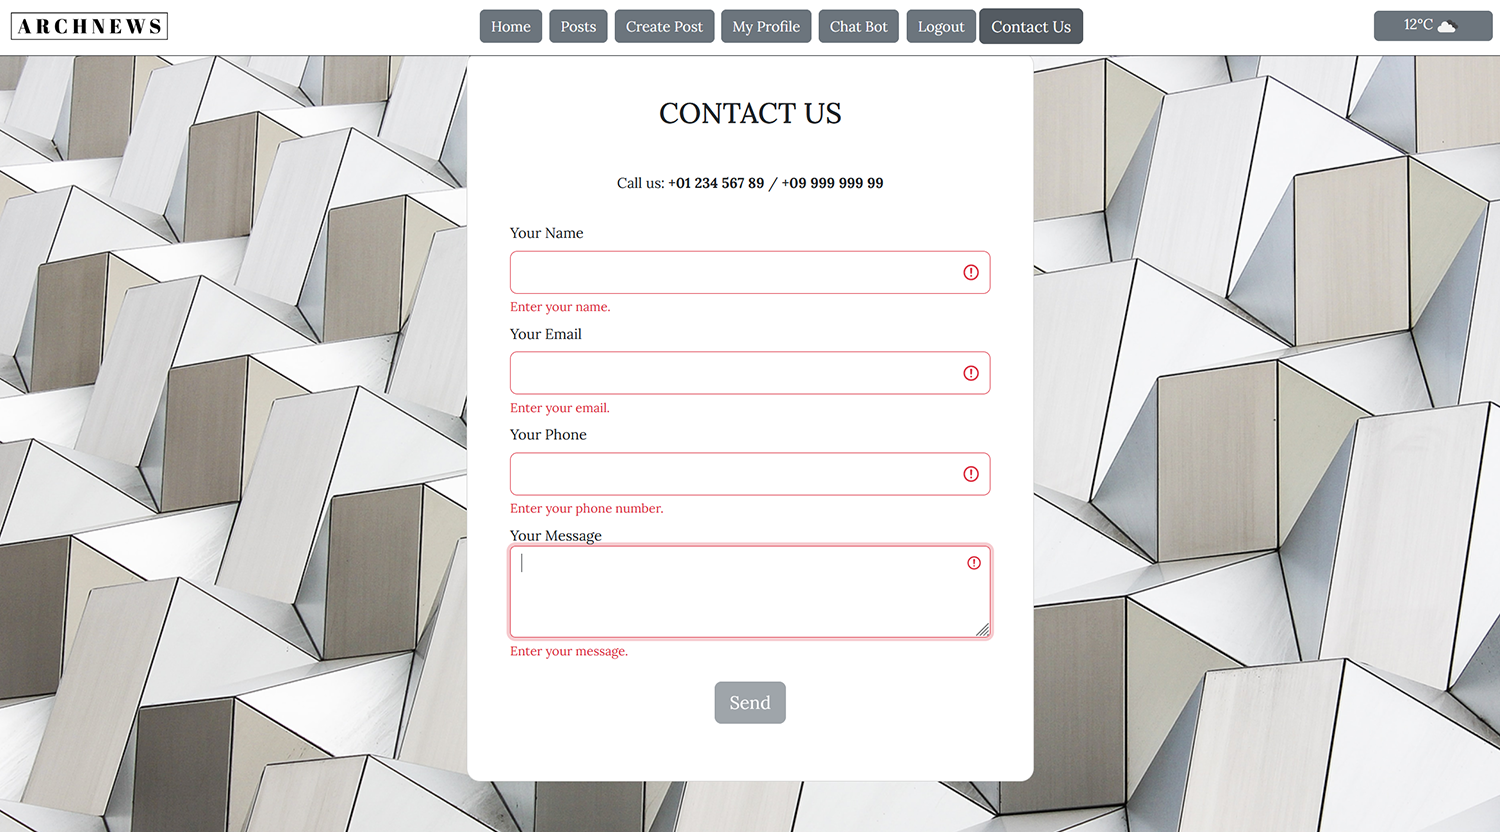 ARCHNEWS
Home Posts Create Post My Profile Chat Bot Logout Contact Us
12°C
CONTACT US
Call us: +01 234 567 89 / +09 999 999 99
Your Name
Enter your name.
Your Email
Enter your email.
Your Phone
Enter your phone number.
Your Message
Enter your message.
Send